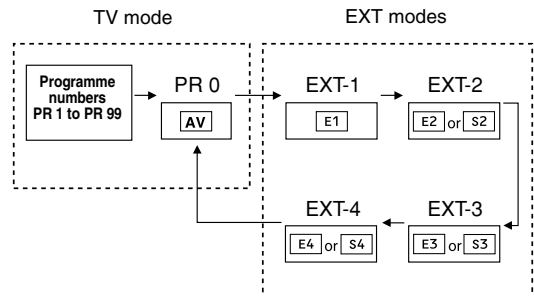 TV mode
EXT modes
Programme
numbers
PR 1 to PR 99
PR 0
AV
EXT-1
E1
EXT-2
E2 or S2
EXT-4
E4 or S4
EXT-3
E3 or S3